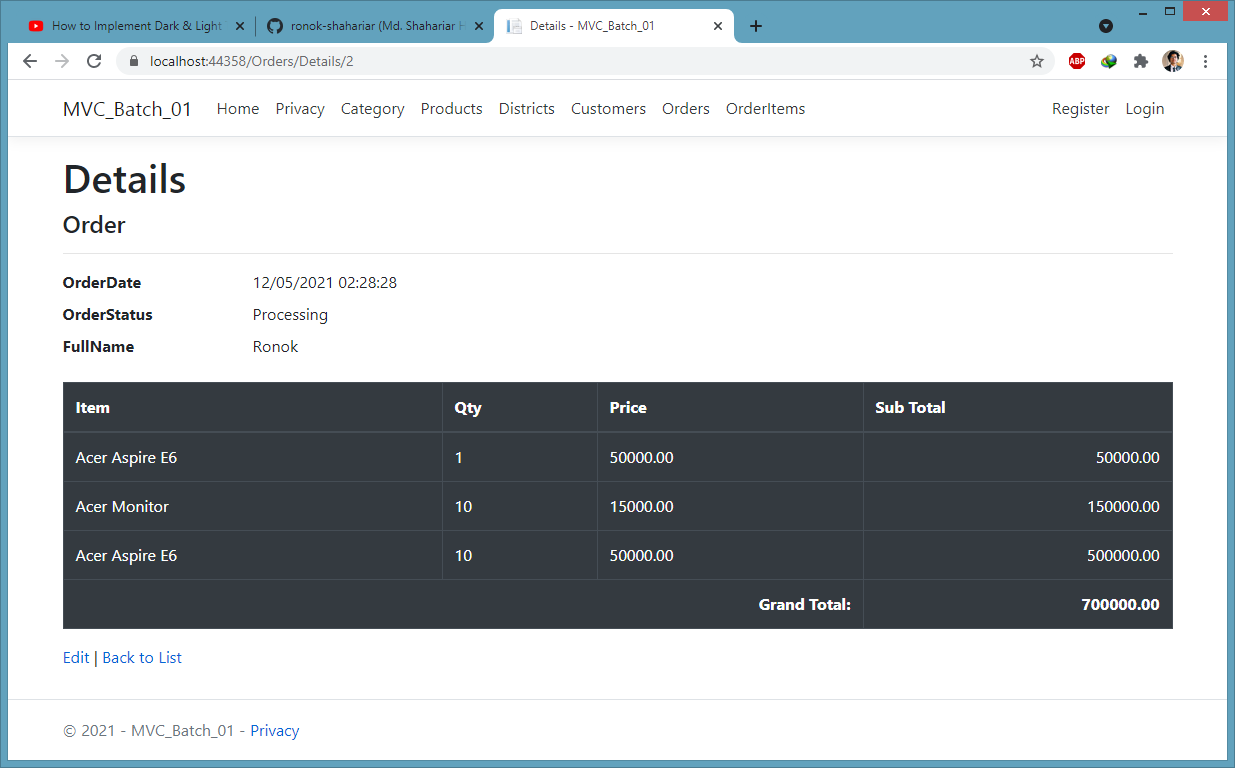 How to Implement Dark & Light
ronok-shahariar (Md. Shahariar H
Details - MVC_Batch_01
localhost:44358/Orders/Details/2
ABP
MVC_Batch_01 Home Privacy Category Products Districts Customers Orders OrderItems Register Login
Details
Order
OrderDate 12/05/2021 02:28:28
OrderStatus Processing
FullName Ronok
Item Qty Price Sub Total
Acer Aspire E6 1 50000.00 50000.00
Acer Monitor 10 15000.00 150000.00
Acer Aspire E6 10 50000.00 500000.00
Grand Total: 700000.00
Edit | Back to List
© 2021 - MVC_Batch_01 - Privacy